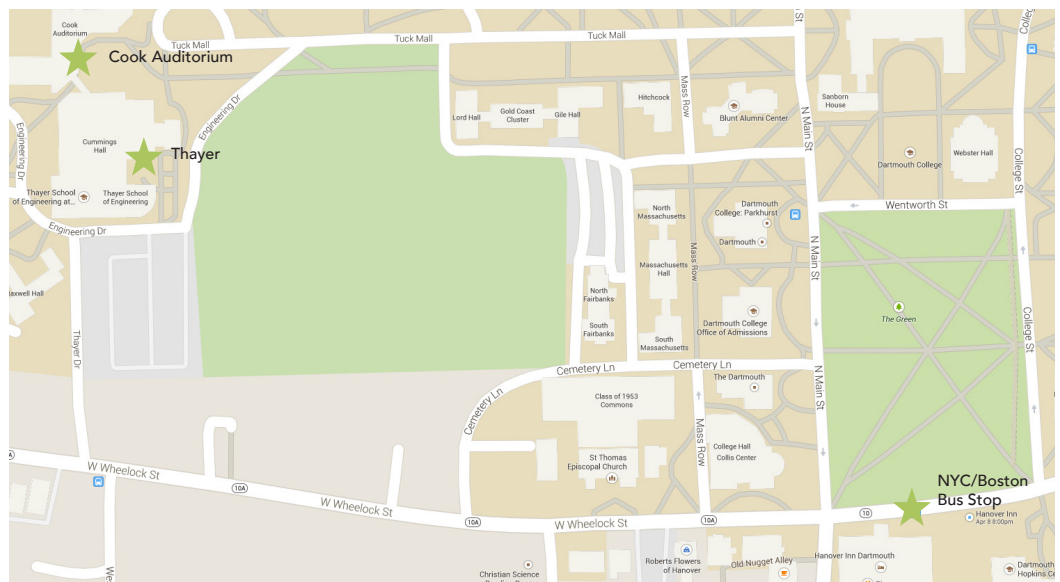 Cook
Auditorium
Cook Auditorium
Tuck Mall
Tuck Mall
Tuck Mall
N Main St
College
Engineering Dr
Lord Hall
Gold Coast
Cluster
Gile Hall
Hitchcock
Mass Row
Blunt Alumni Center
Sanborn
House
Cummings
Hall
Thayer
Dartmouth College
Webster Hall
College St
Engineering Dr
Thayer School
of Engineering at...
Thayer School
of Engineering
Engineering Dr
North
Massachusetts
Dartmouth
College: Parkhurst
Dartmouth
Wentworth St
N Main St
Massachusetts
Hall
Mass Row
North
Fairbanks
South
Fairbanks
South
Massachusetts
Dartmouth College
Office of Admissions
The Green
College St
axwell Hall
Thayer Dr
Cemetery Ln
Cemetery Ln
Cemetery Ln
The Dartmouth
N Main St
Class of 1953
Commons
College Hall
Collis Center
Mass Row
St Thomas
Episcopal Church
W Wheelock St
10A
W Wheelock St
10A
W Wheelock St
10A
10
NYC/Boston
Bus Stop
Hanover Inn
Apr 8 8:00pm
We
Christian Science
Roberts Flowers
of Hanover
Old Nugget Alley
Hanover Inn Dartmouth
Dartmouth
Hopkins Ce